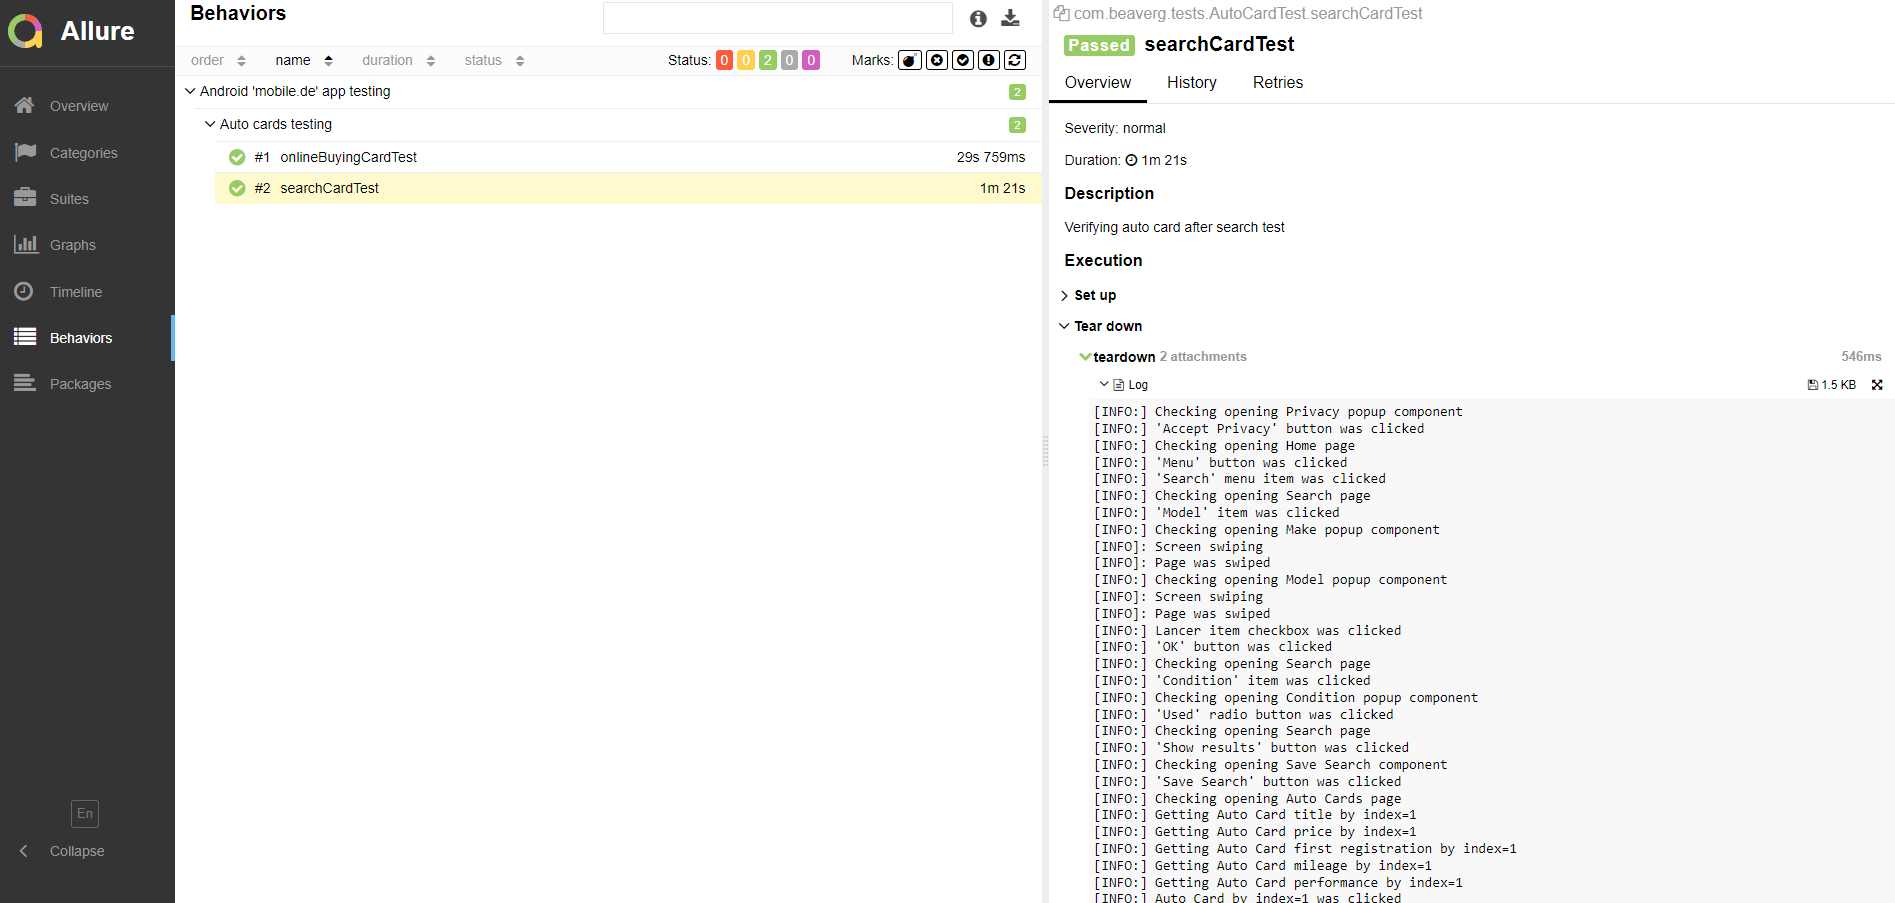 Allure
Overview
Categories
Suites
Graphs
Timeline
Behaviors
Packages
En
Collapse
Behaviors
order name duration status Status: 0 0 2 0 0 Marks:
Android 'mobile.de' app testing 2
Auto cards testing 2
#1 onlineBuyingCardTest 29s 759ms
#2 searchCardTest 1m 21s
com.beaverg.tests.AutoCardTest.searchCardTest
Passed searchCardTest
Overview History Retries
Severity: normal
Duration: 1m 21s
Description
Verifying auto card after search test
Execution
Set up
Tear down
teardown 2 attachments 546ms
Log 1.5 KB
[INFO:] Checking opening Privacy popup component
[INFO:] 'Accept Privacy' button was clicked
[INFO:] Checking opening Home page
[INFO:] 'Menu' button was clicked
[INFO:] 'Search' menu item was clicked
[INFO:] Checking opening Search page
[INFO:] 'Model' item was clicked
[INFO:] Checking opening Make popup component
[INFO]: Screen swiping
[INFO]: Page was swiped
[INFO:] Checking opening Model popup component
[INFO]: Screen swiping
[INFO]: Page was swiped
[INFO:] Lancer item checkbox was clicked
[INFO:] 'OK' button was clicked
[INFO:] Checking opening Search page
[INFO:] 'Condition' item was clicked
[INFO:] Checking opening Condition popup component
[INFO:] 'Used' radio button was clicked
[INFO:] Checking opening Search page
[INFO:] 'Show results' button was clicked
[INFO:] Checking opening Save Search component
[INFO:] 'Save Search' button was clicked
[INFO:] Checking opening Auto Cards page
[INFO:] Getting Auto Card title by index=1
[INFO:] Getting Auto Card price by index=1
[INFO:] Getting Auto Card first registration by index=1
[INFO:] Getting Auto Card mileage by index=1
[INFO:] Getting Auto Card performance by index=1
[INFO:] Auto Card by index=1 was clicked